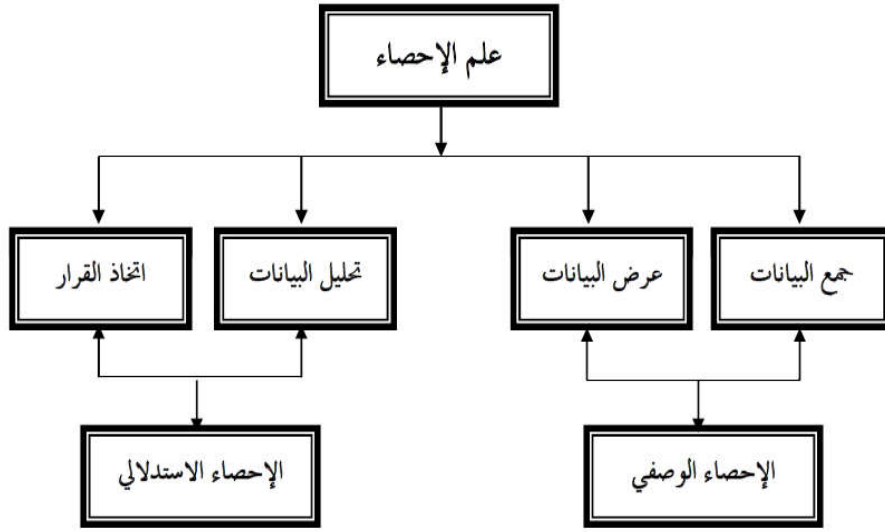 علم الإحصاء
جمع البيانات
عرض البيانات
تحليل البيانات
اتخاذ القرار
الإحصاء الوصفي
الإحصاء الاستدلالي